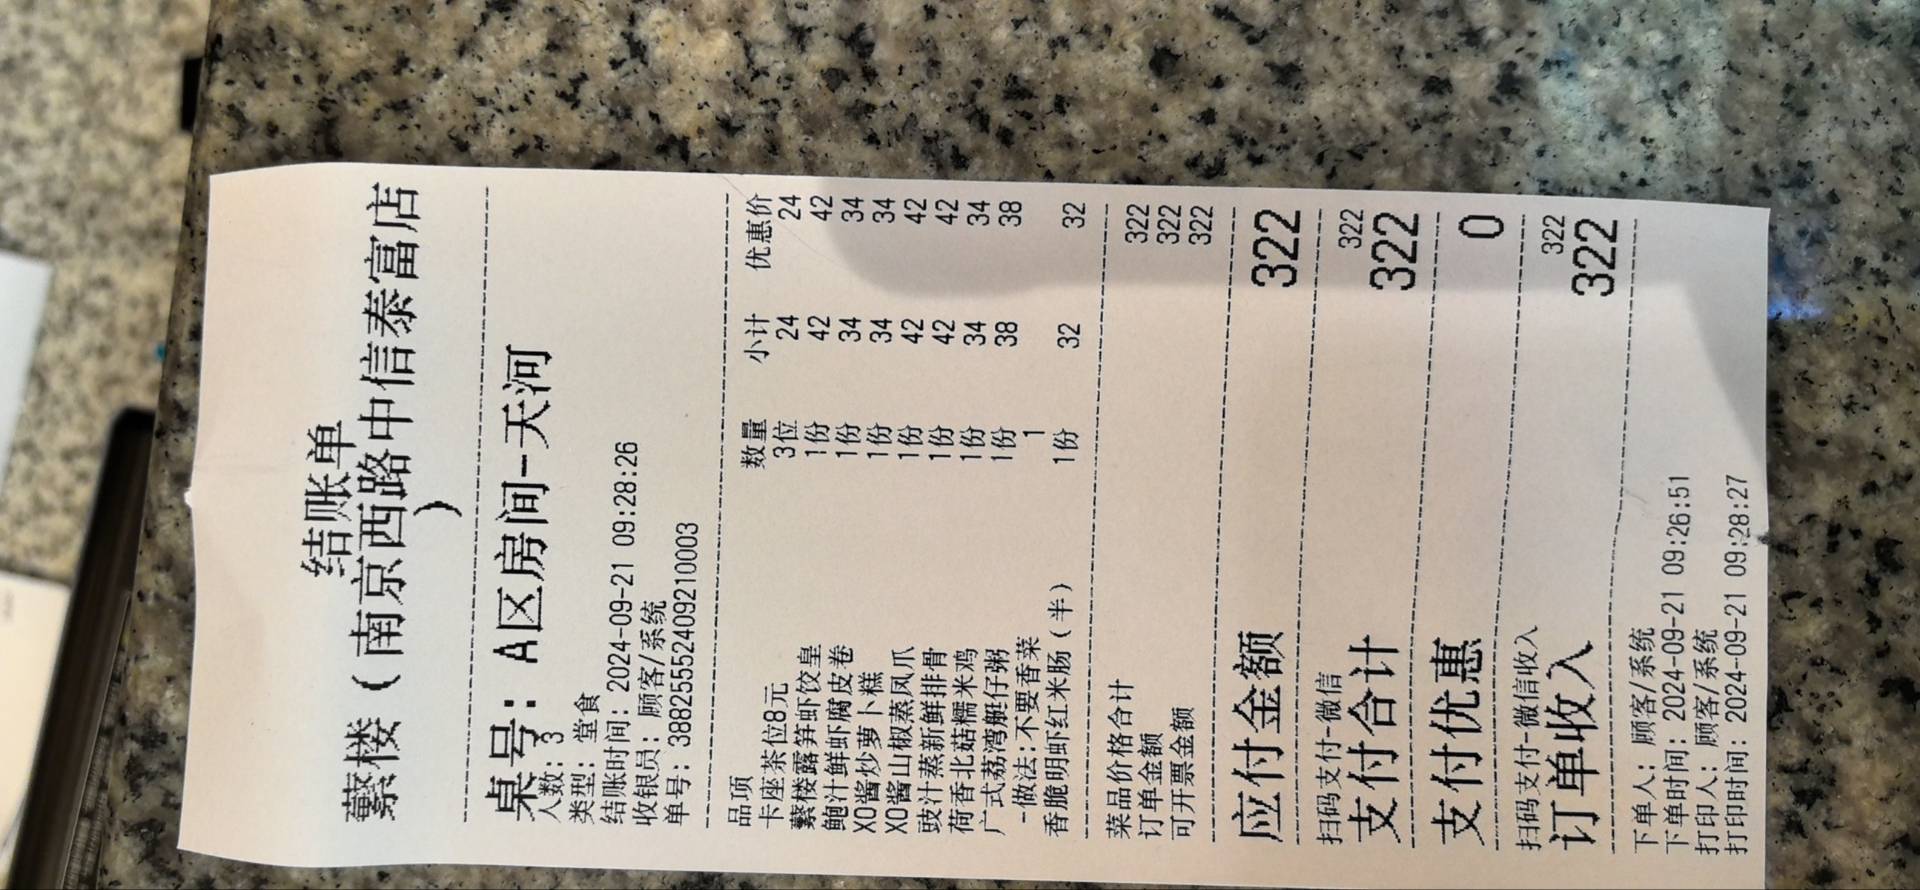 结账单
蘩楼（南京西路中信泰富店
）
桌号：A区房间-天河
人数：3
类型：堂食
结账时间：2024-09-21 09:28:26
收银员：顾客/系统
单号：38825552409210003
品项 数量 小计 优惠价
卡座茶位8元 3位 24 24
蘩楼露笋虾饺皇 1份 42 42
鲍汁鲜虾腐皮卷 1份 34 34
XO酱炒萝卜糕 1份 34 34
XO酱山椒蒸凤爪 1份 42 42
豉汁蒸新鲜排骨 1份 42 42
荷香北菇糯米鸡 1份 34 34
广式荔湾艇仔粥 1份 38 38
-做法:不要香菜 1
香脆明虾红米肠(半) 1份 32 32
菜品价格合计 322
订单金额 322
可开票金额 322
应付金额 322
扫码支付-微信 322
支付合计 322
支付优惠 0
扫码支付-微信收入 322
订单收入 322
下单人：顾客/系统
下单时间：2024-09-21 09:26:51
打印人：顾客/系统
打印时间：2024-09-21 09:28:27